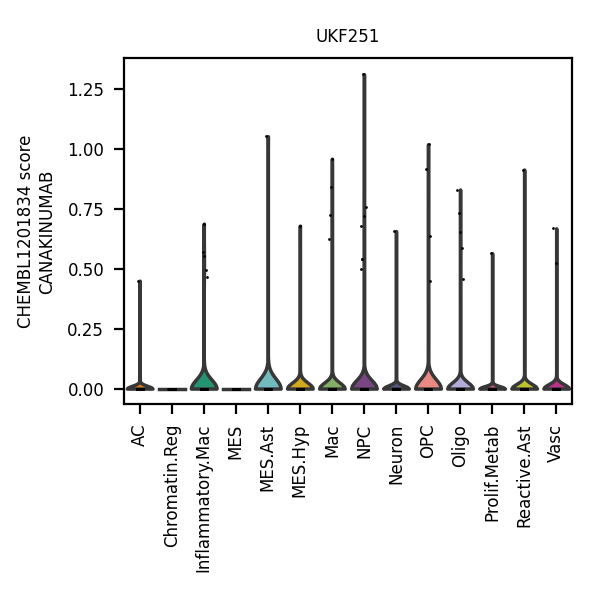 UKF251
CHEMBL1201834 score
CANAKINUMAB
1.25
1.00
0.75
0.50
0.25
0.00
AC
Chromatin.Reg
Inflammatory.Mac
MES
MES.Ast
MES.Hyp
Mac
NPC
Neuron
OPC
Oligo
Prolif.Metab
Reactive.Ast
Vasc